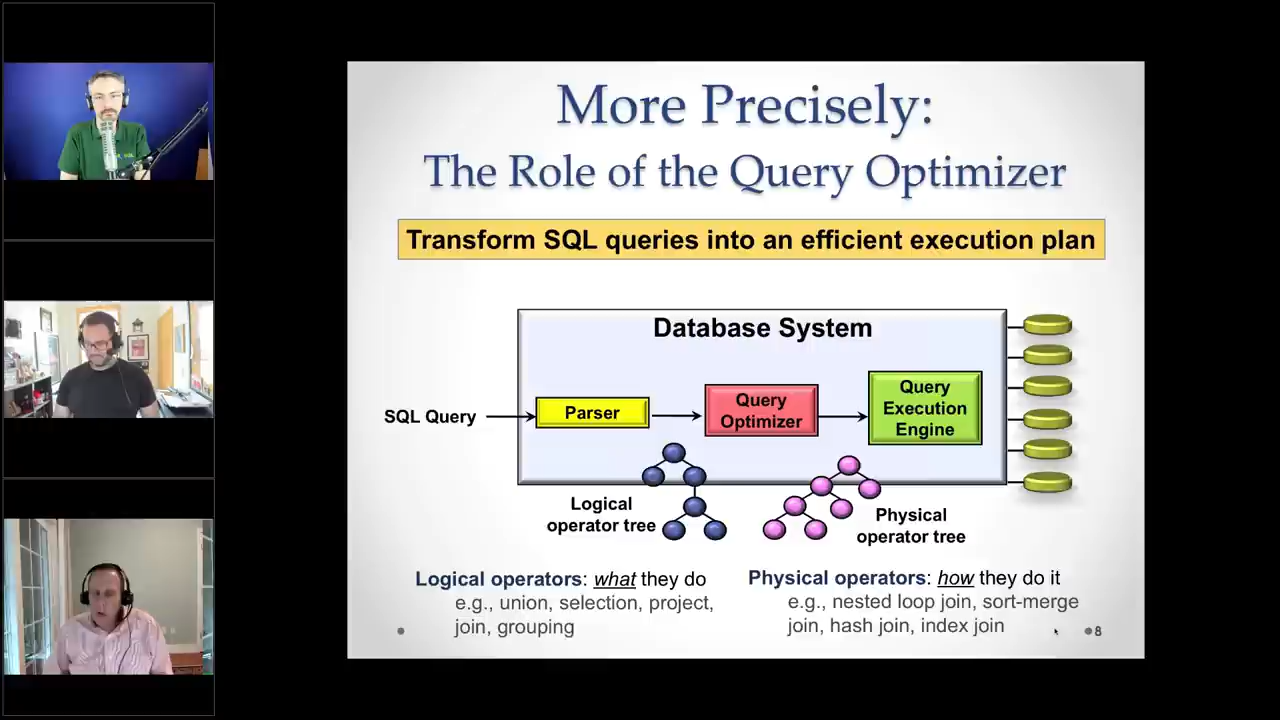 More Precisely:
The Role of the Query Optimizer
Transform SQL queries into an efficient execution plan
Database System
SQL Query
Parser
Query
Optimizer
Query
Execution
Engine
Logical
operator tree
Physical
operator tree
Logical operators: what they do
e.g., union, selection, project,
join, grouping
Physical operators: how they do it
e.g., nested loop join, sort-merge
join, hash join, index join
8